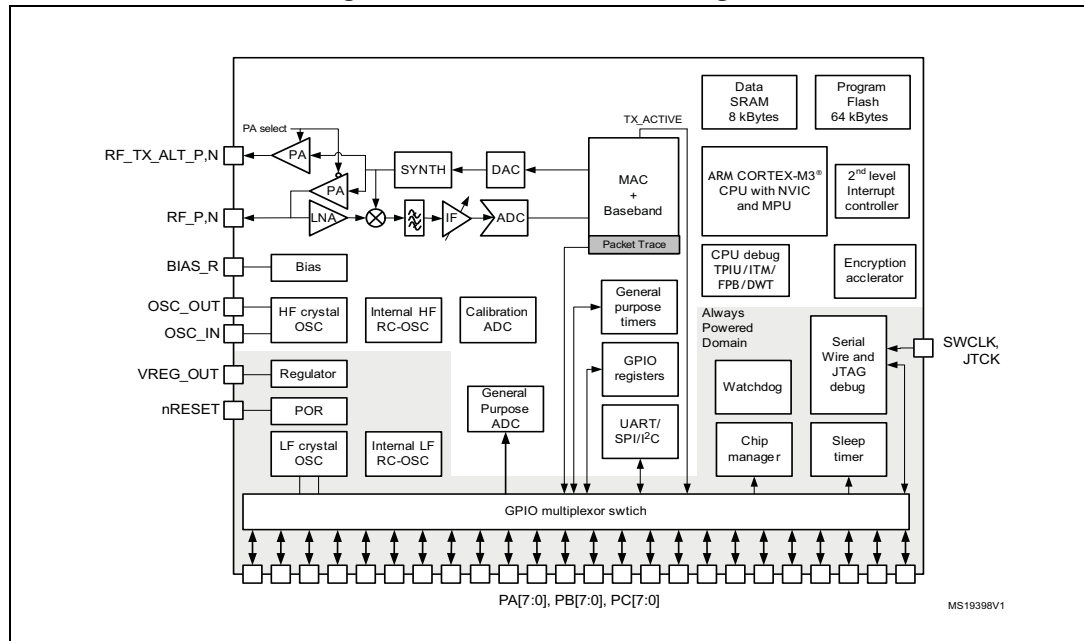 PA select
RF_TX_ALT_P,N
PA
PA
RF_P,N
LNA
SYNTH
DAC
IF
ADC
TX_ACTIVE
MAC
+
Baseband
Packet Trace
Data
SRAM
8 kBytes
Program
Flash
64 kBytes
ARM CORTEX-M3®
CPU with NVIC
and MPU
2nd level
Interrupt
controller
CPU debug
TPIU/ITM/
FPB/DWT
Encryption
acclerator
BIAS_R
Bias
OSC_OUT
OSC_IN
HF crystal
OSC
Internal HF
RC-OSC
Calibration
ADC
General
purpose
timers
Always
Powered
Domain
Serial
Wire and
JTAG
debug
SWCLK,
JTCK
VREG_OUT
Regulator
nRESET
POR
GPIO
registers
Watchdog
General
Purpose
ADC
UART/
SPI/I2C
LF crystal
OSC
Internal LF
RC-OSC
Chip
manager
Sleep
timer
GPIO multiplexor swtich
PA[7:0], PB[7:0], PC[7:0]
MS19398V1